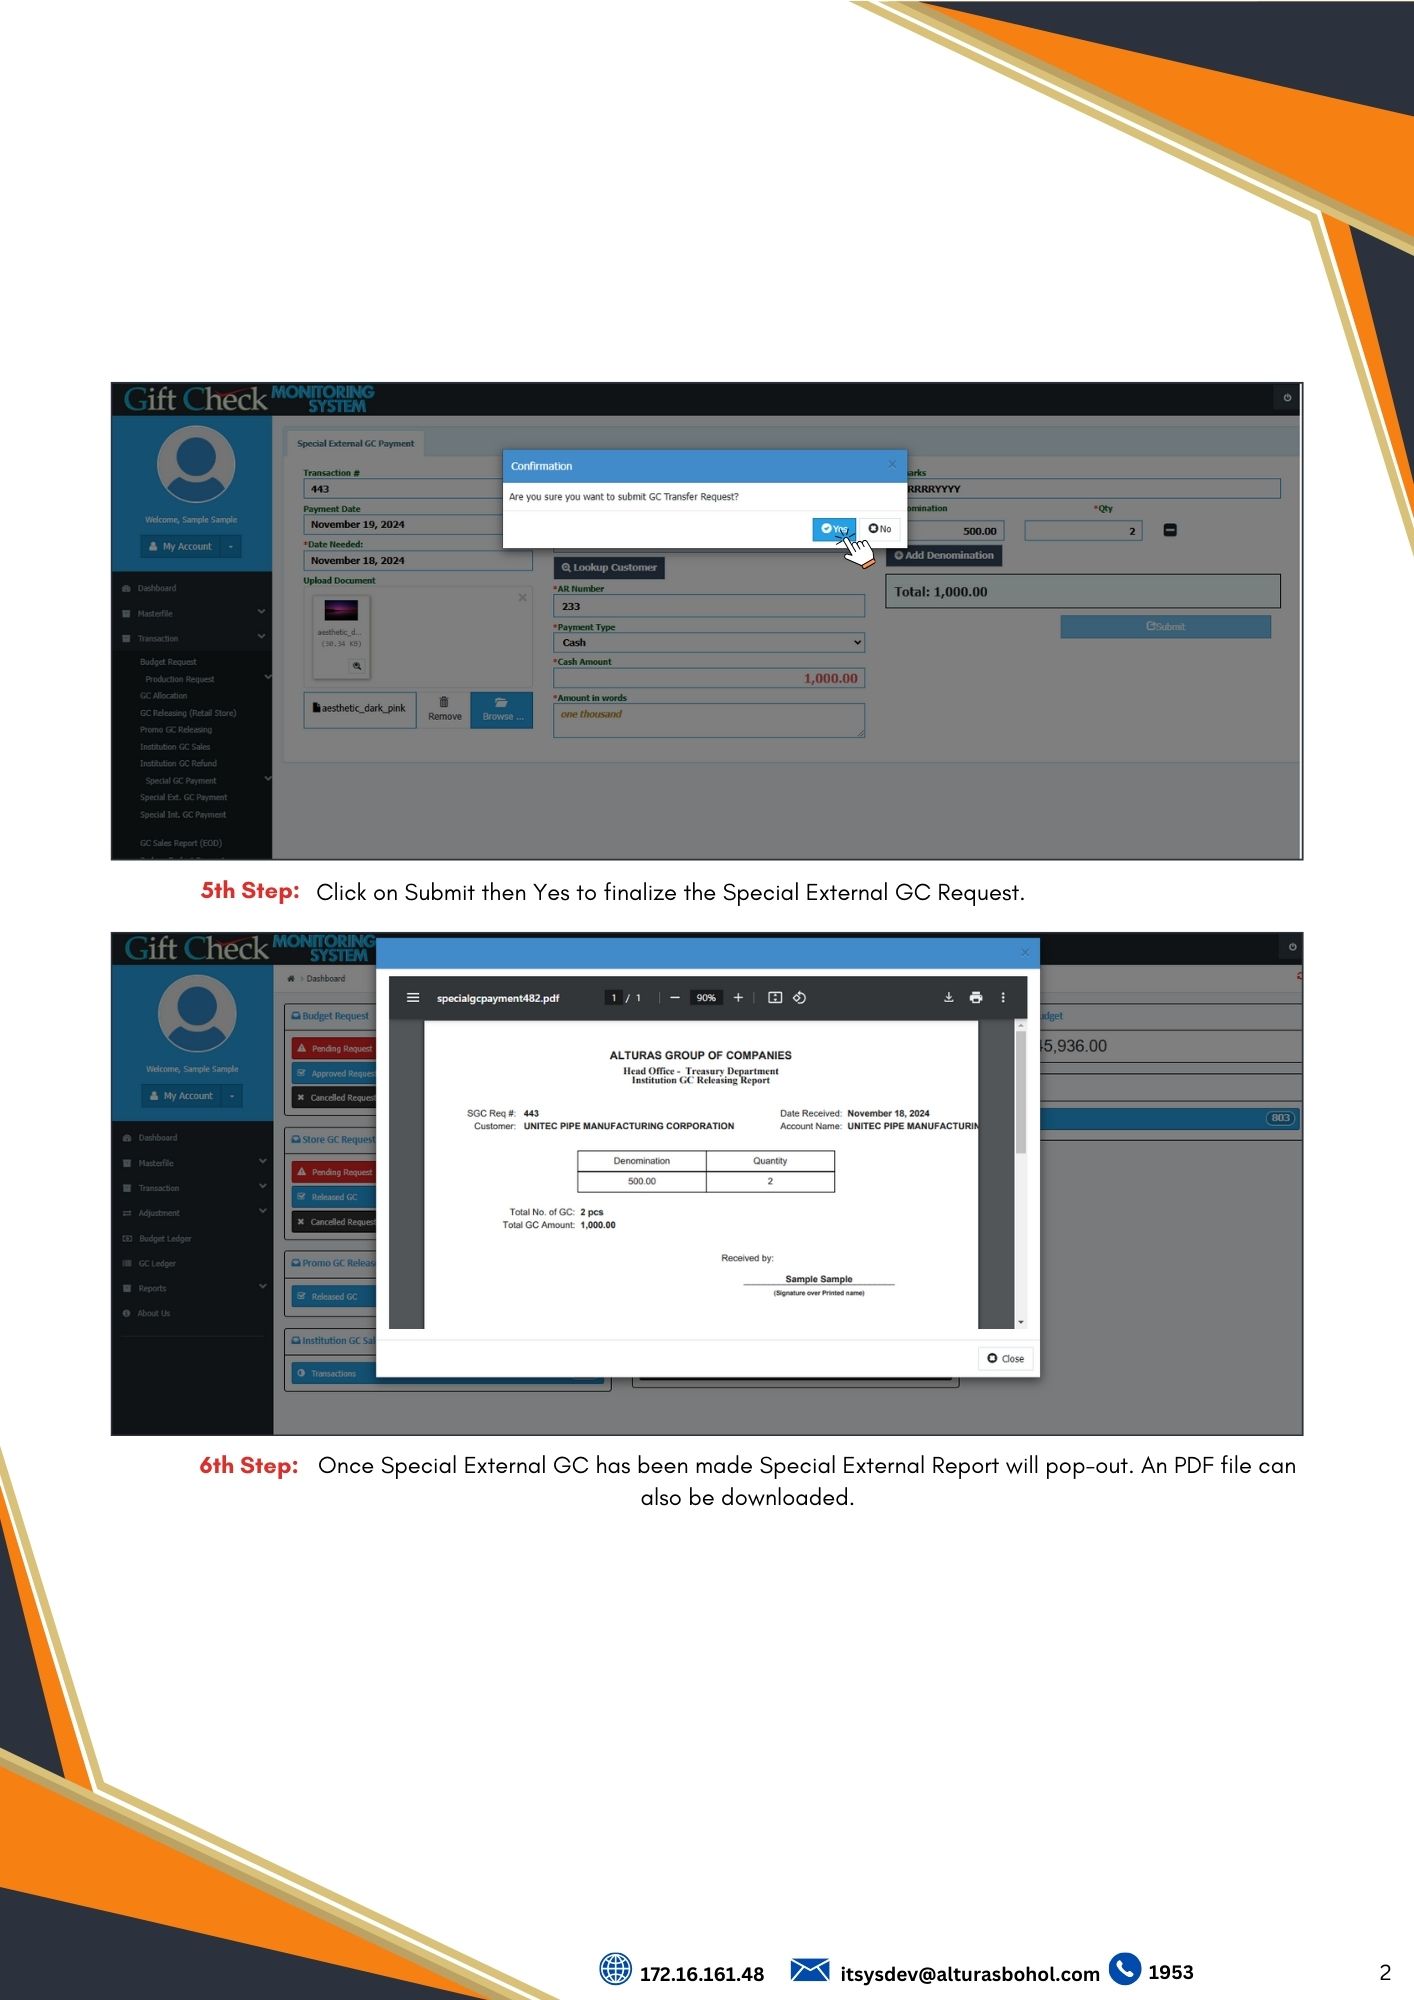 Gift Check MONITORING SYSTEM
Welcome, Sample Sample
My Account
Dashboard
Masterfile
Transaction
Budget Request
Production Request
GC Allocation
GC Releasing (Retail Store)
Promo GC Releasing
Institution GC Sales
Institution GC Refund
Special GC Payment
Special Ext. GC Payment
Special Int. GC Payment
GC Sales Report (EOD)
Special External GC Payment
Transaction #
443
Payment Date
November 19, 2024
*Date Needed:
November 18, 2024
Upload Document
aesthetic_d...
(30.34 KB)
aesthetic_dark_pink
Remove
Browse ...
Confirmation
Are you sure you want to submit GC Transfer Request?
Yes
No
Lookup Customer
*AR Number
233
*Payment Type
Cash
*Cash Amount
1,000.00
*Amount in words
one thousand
arks
RRRRYYYY
omination
*Qty
500.00
2
Add Denomination
Total: 1,000.00
Submit
5th Step: Click on Submit then Yes to finalize the Special External GC Request.
Gift Check MONITORING SYSTEM
Welcome, Sample Sample
My Account
Dashboard
Masterfile
Transaction
Adjustment
Budget Ledger
GC Ledger
Reports
About Us
> Dashboard
Budget Request
Pending Request
Approved Reques
Cancelled Reques
Store GC Request
Pending Request
Released GC
Cancelled Reques
Promo GC Releas
Released GC
Institution GC Sal
Transactions
specialgcpayment482.pdf
1 / 1
90%
ALTURAS GROUP OF COMPANIES
Head Office - Treasury Department
Institution GC Releasing Report
SGC Req #: 443
Date Received: November 18, 2024
Customer: UNITEC PIPE MANUFACTURING CORPORATION
Account Name: UNITEC PIPE MANUFACTURIN
Denomination Quantity
500.00 2
Total No. of GC: 2 pcs
Total GC Amount: 1,000.00
Received by:
Sample Sample
(Signature over Printed name)
Close
udget
45,936.00
803
6th Step: Once Special External GC has been made Special External Report will pop-out. An PDF file can
also be downloaded.
172.16.161.48
itsysdev@alturasbohol.com
1953
2